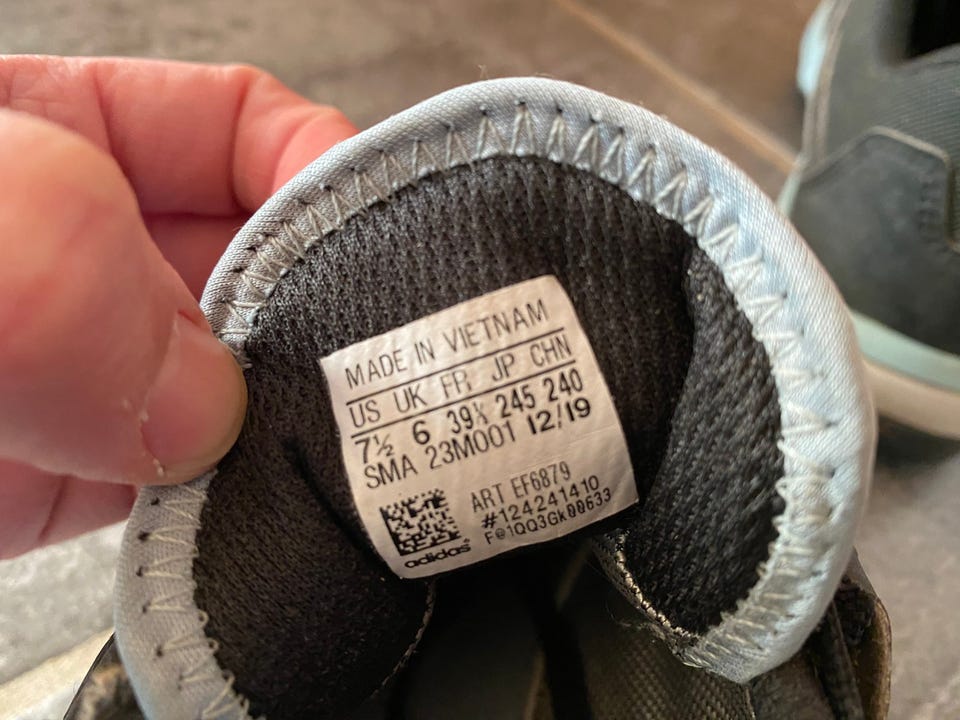 MADE IN VIETNAM
US UK FR JP CHN
7½ 6 39⅓ 245 240
SMA 23M001 12/19
ART EF6879
#124241410
F@1QQ3Gk00633
adidas